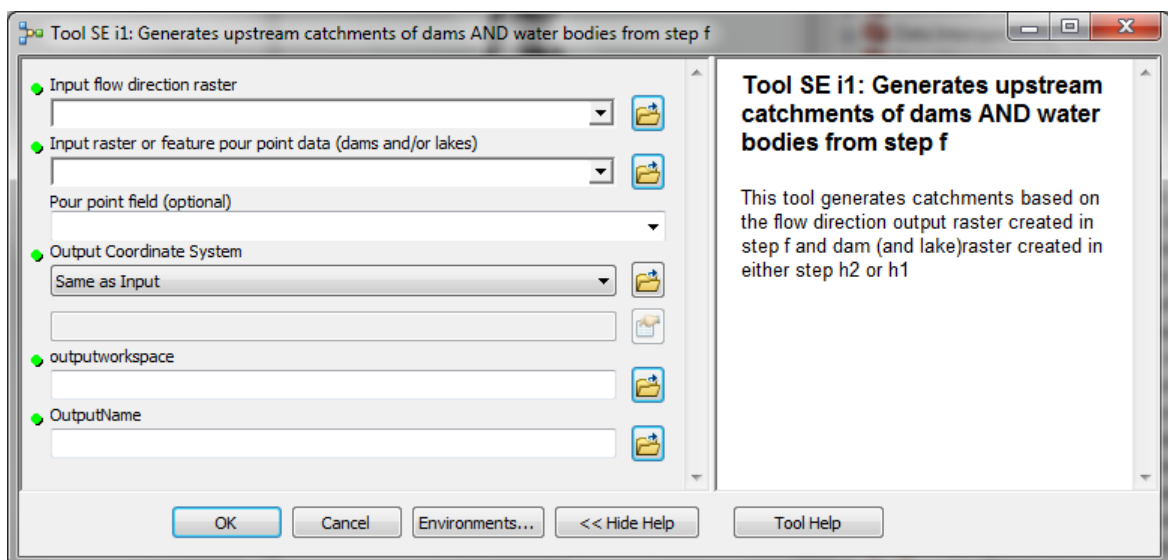 Tool SE i1: Generates upstream catchments of dams AND water bodies from step f
Input flow direction raster
Input raster or feature pour point data (dams and/or lakes)
Pour point field (optional)
Output Coordinate System
Same as Input
outputworkspace
OutputName
Tool SE i1: Generates upstream
catchments of dams AND water
bodies from step f
This tool generates catchments based on
the flow direction output raster created in
step f and dam (and lake)raster created in
either step h2 or h1
OK
Cancel
Environments...
<< Hide Help
Tool Help